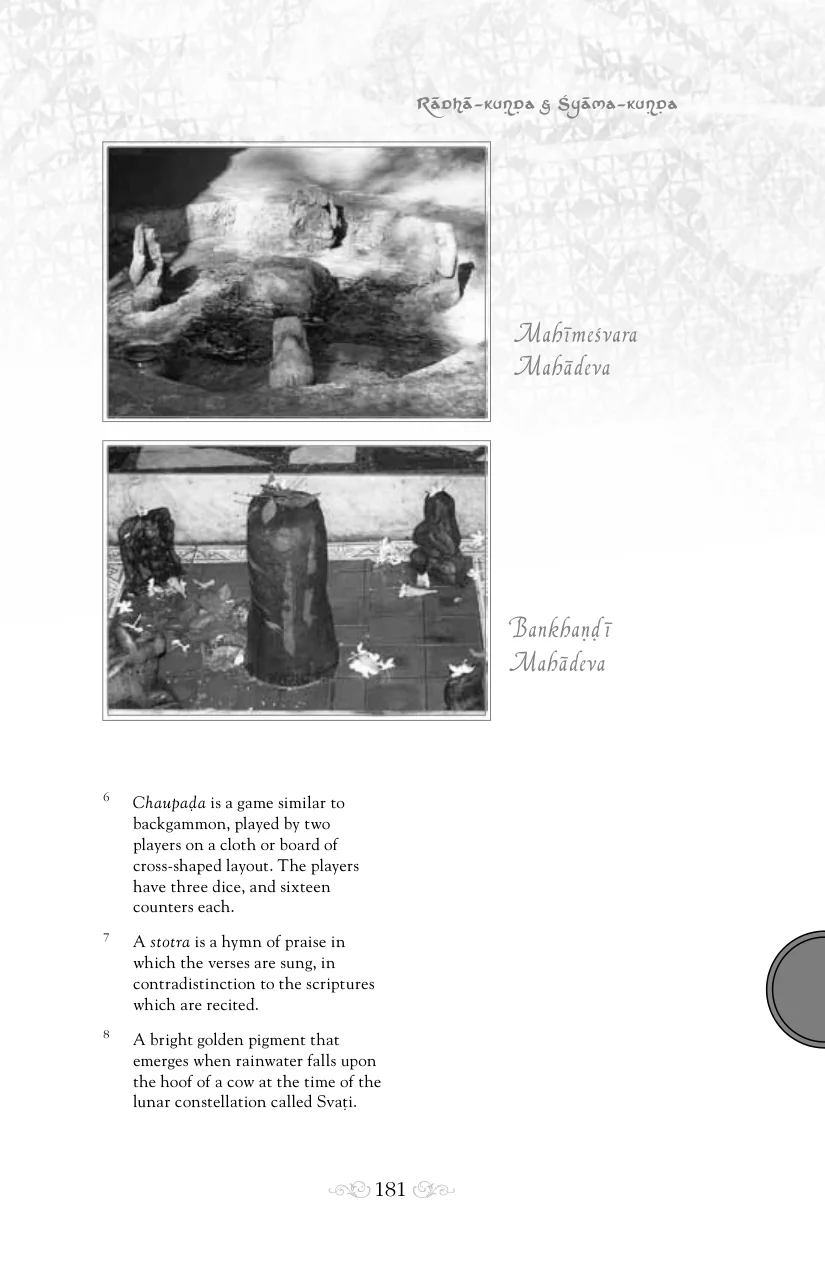 Rādhā-kuṇḍa & Śyāma-kuṇḍa
Mahīmeśvara
Mahādeva
Bankhaṇḍī
Mahādeva
6 Chaupaḍa is a game similar to
backgammon, played by two
players on a cloth or board of
cross-shaped layout. The players
have three dice, and sixteen
counters each.
7 A stotra is a hymn of praise in
which the verses are sung, in
contradistinction to the scriptures
which are recited.
8 A bright golden pigment that
emerges when rainwater falls upon
the hoof of a cow at the time of the
lunar constellation called Svaṭi.
181